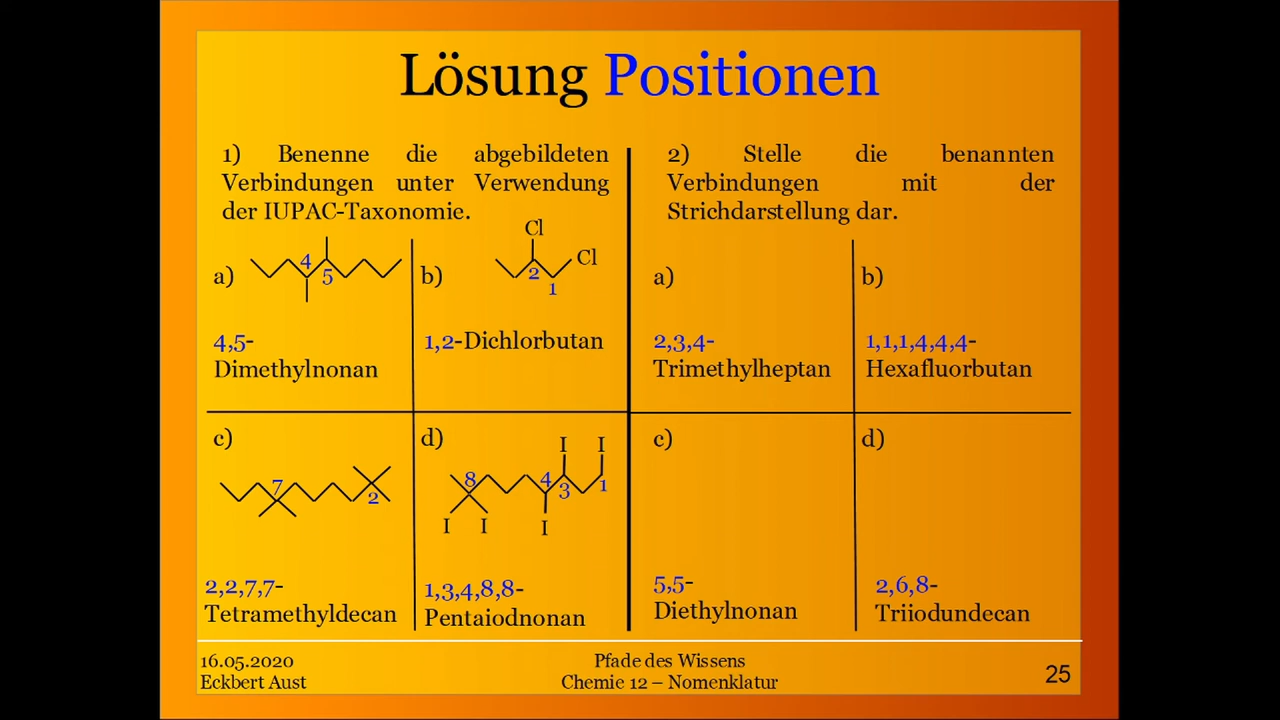 Lösung Positionen
1) Benenne die abgebildeten
Verbindungen unter Verwendung
der IUPAC-Taxonomie.
a)
4
5
4,5-
Dimethylnonan
b)
Cl
Cl
2
1
1,2-Dichlorbutan
c)
7
2
2,2,7,7-
Tetramethyldecan
d)
I I
8 4 3 1
I I I
1,3,4,8,8-
Pentaiodnonan
2) Stelle die benannten
Verbindungen mit der
Strichdarstellung dar.
a)
2,3,4-
Trimethylheptan
b)
1,1,1,4,4,4-
Hexafluorbutan
c)
5,5-
Diethylnonan
d)
2,6,8-
Triiodundecan
16.05.2020
Eckbert Aust
Pfade des Wissens
Chemie 12 – Nomenklatur
25